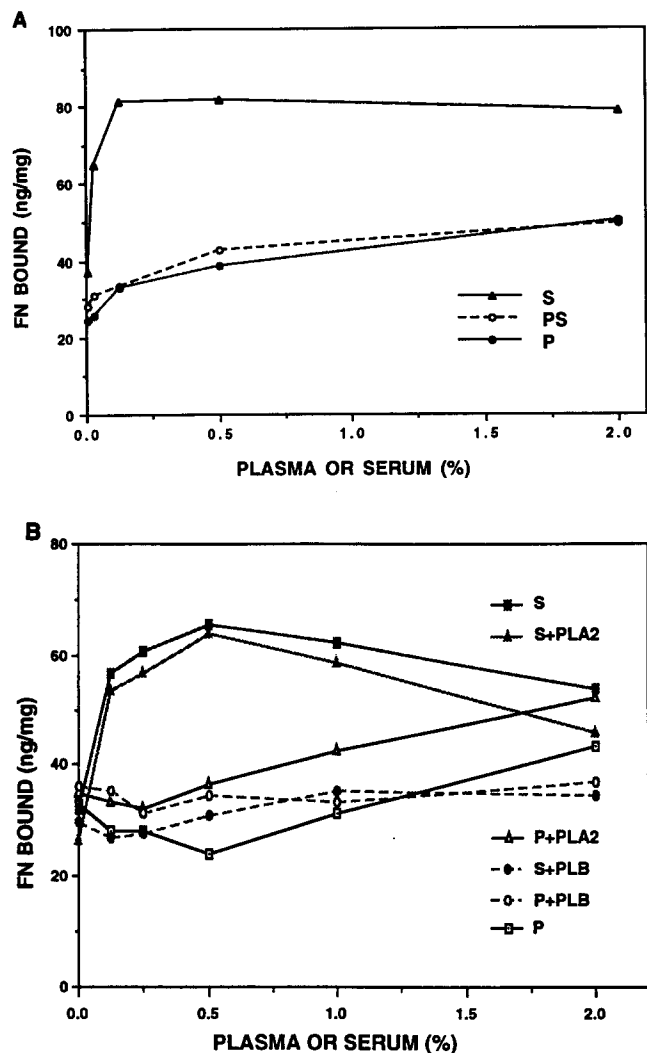 A
100
80
60
40
20
0
FN BOUND (ng/mg)
S
PS
P
0.0
0.5
1.0
1.5
2.0
PLASMA OR SERUM (%)
B
80
60
40
20
0
FN BOUND (ng/mg)
S
S+PLA2
P+PLA2
S+PLB
P+PLB
P
0.0
0.5
1.0
1.5
2.0
PLASMA OR SERUM (%)